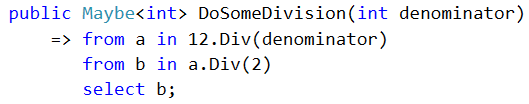 public Maybe<int> DoSomeDivision(int denominator)
=> from a in 12.Div(denominator)
from b in a.Div(2)
select b;